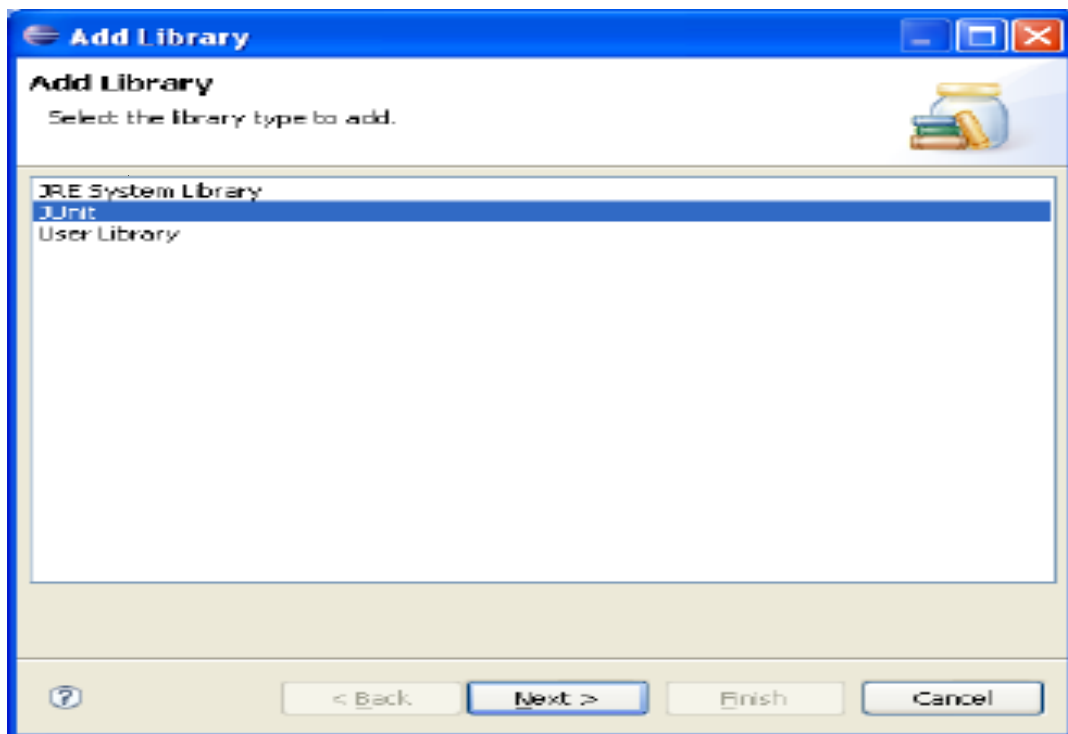 Add Library
Add Library
Select the library type to add.
JRE System Library
JUnit
User Library
?
< Back
Next >
Finish
Cancel